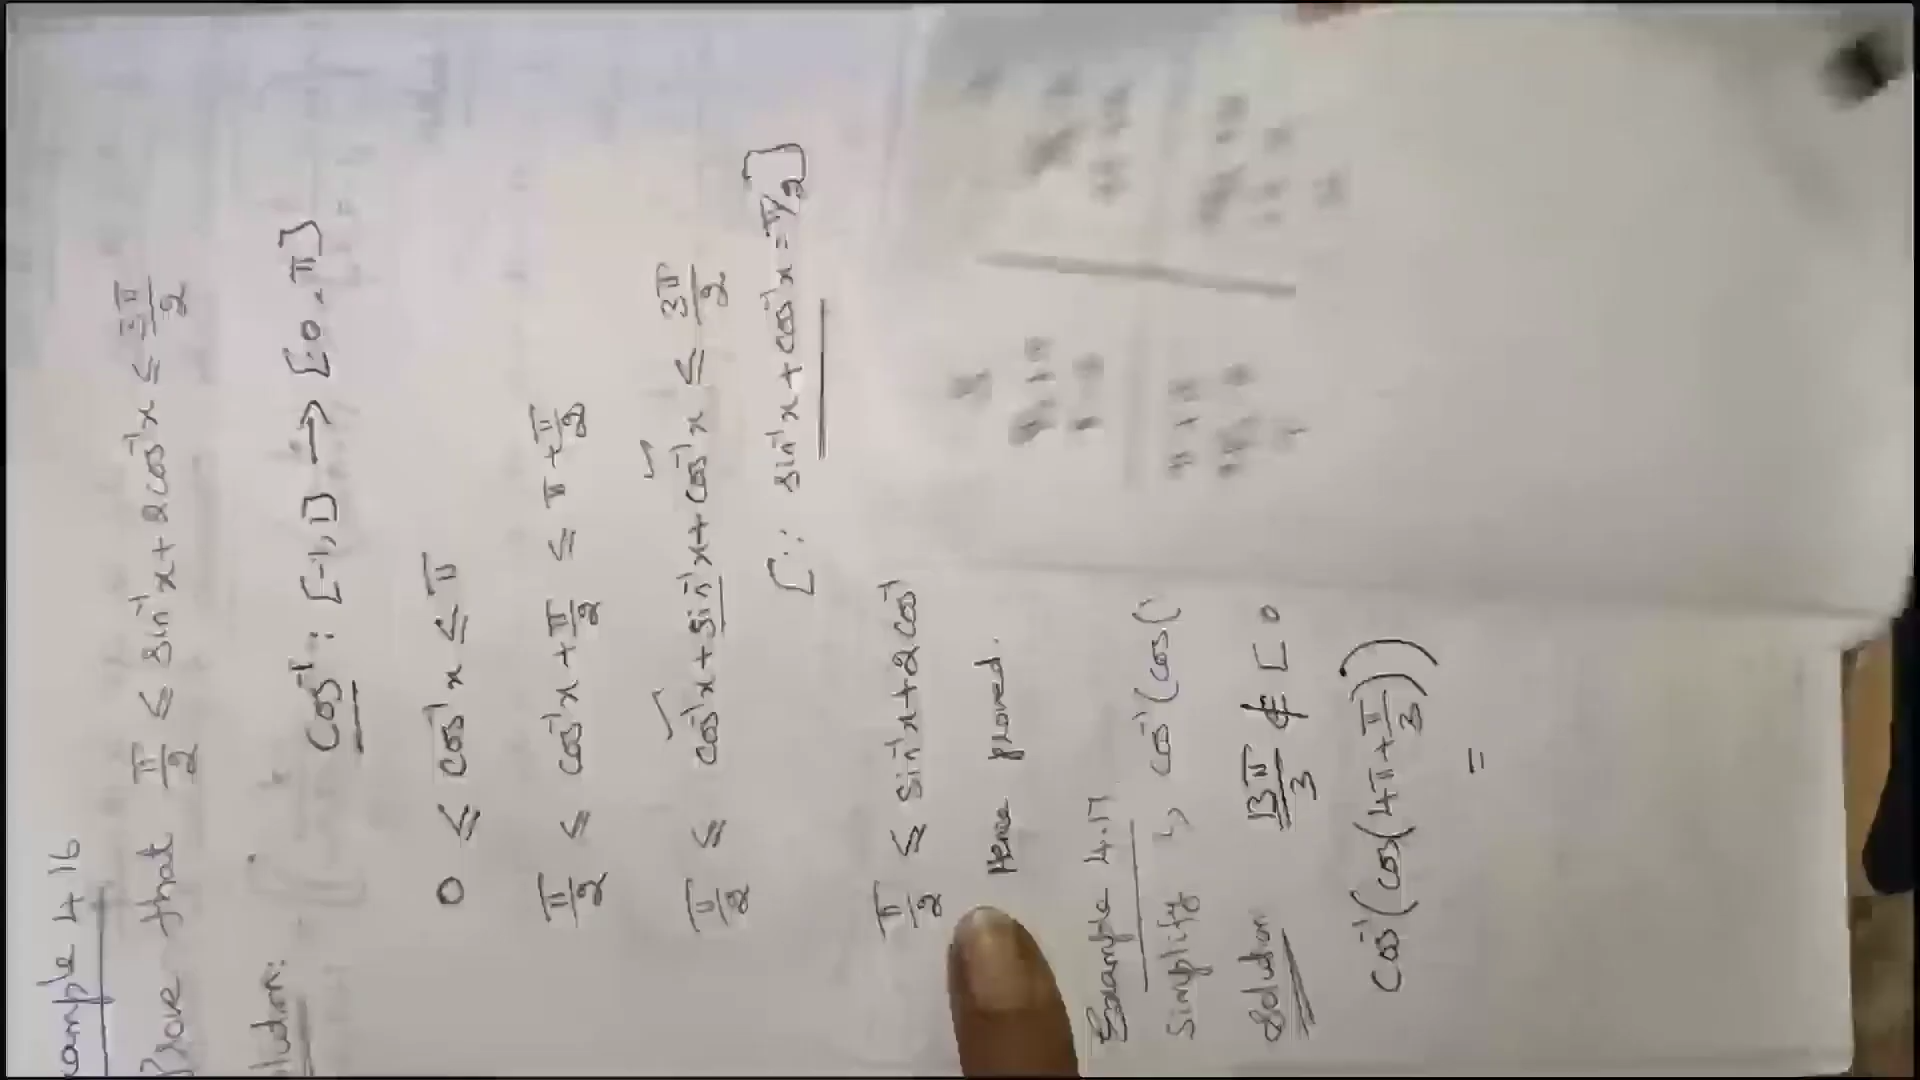 ample 4.16
Prove that π/2 ≤ sin⁻¹x + 2cos⁻¹x ≤ 3π/2
lution:
cos⁻¹: [-1,1] → [0,π]
0 ≤ cos⁻¹x ≤ π
π/2 ≤ cos⁻¹x + π/2 ≤ π + π/2
π/2 ≤ cos⁻¹x + sin⁻¹x + cos⁻¹x ≤ 3π/2
[∵ sin⁻¹x + cos⁻¹x = π/2]
π/2 ≤ sin⁻¹x + 2cos⁻¹
Hence proved.
Example 4.17
Simplify i, cos⁻¹(cos(
Solution 13π/3 ∉ [0
cos⁻¹(cos(4π + π/3))
=